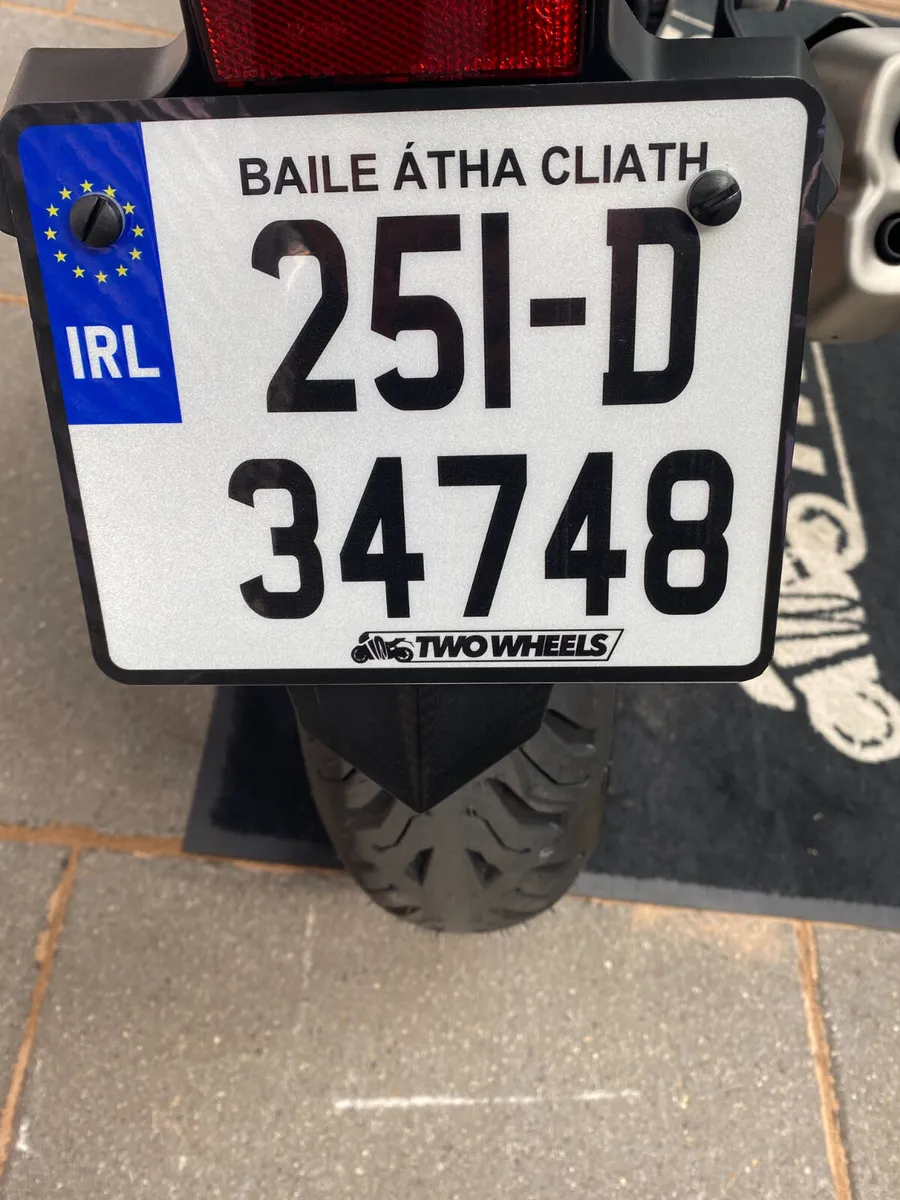 BAILE ÁTHA CLIATH
251-D
IRL
34748
TWO WHEELS